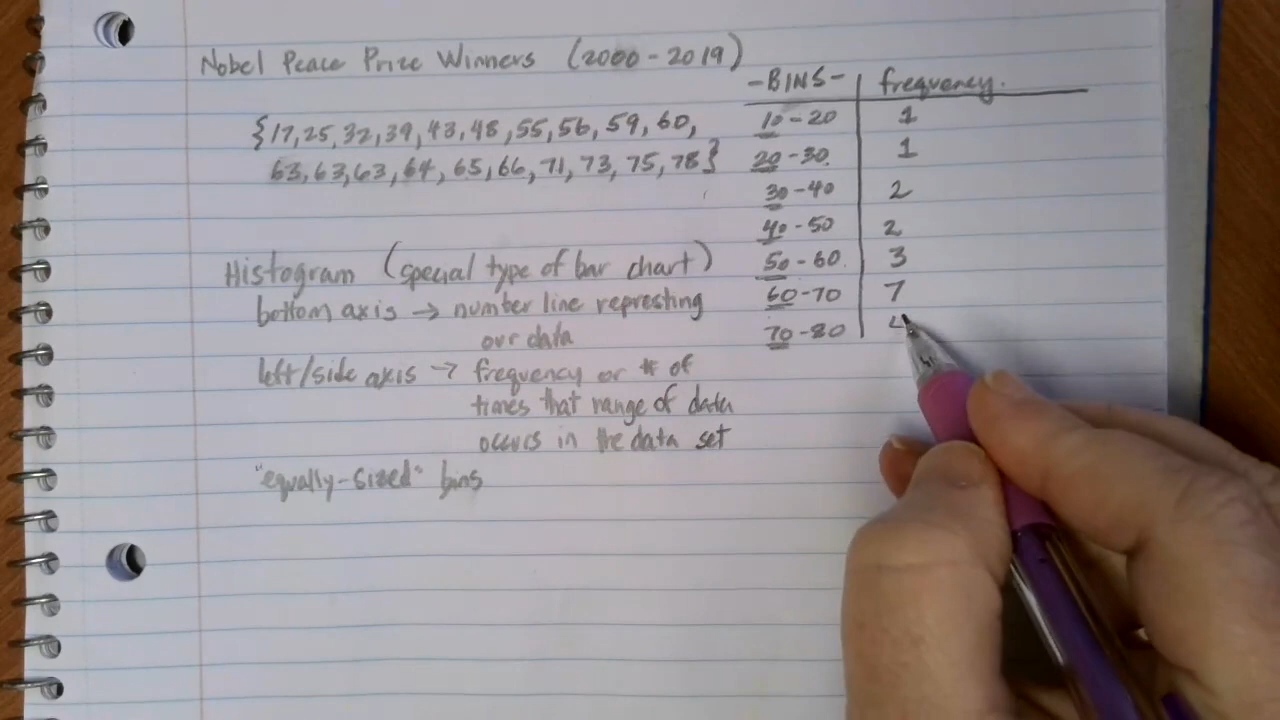 Nobel Peace Prize Winners (2000-2019)
{17, 25, 32, 39, 43, 48, 55, 56, 59, 60,
63, 63, 63, 64, 65, 66, 71, 73, 75, 78}
Histogram (special type of bar chart)
bottom axis → number line represting
our data
left/side axis → frequency or # of
times that range of data
occurs in the data set
"equally-sized" bins
-BINS- frequency.
10-20 1
20-30. 1
30-40 2
40-50 2
50-60. 3
60-70 7
70-80 4